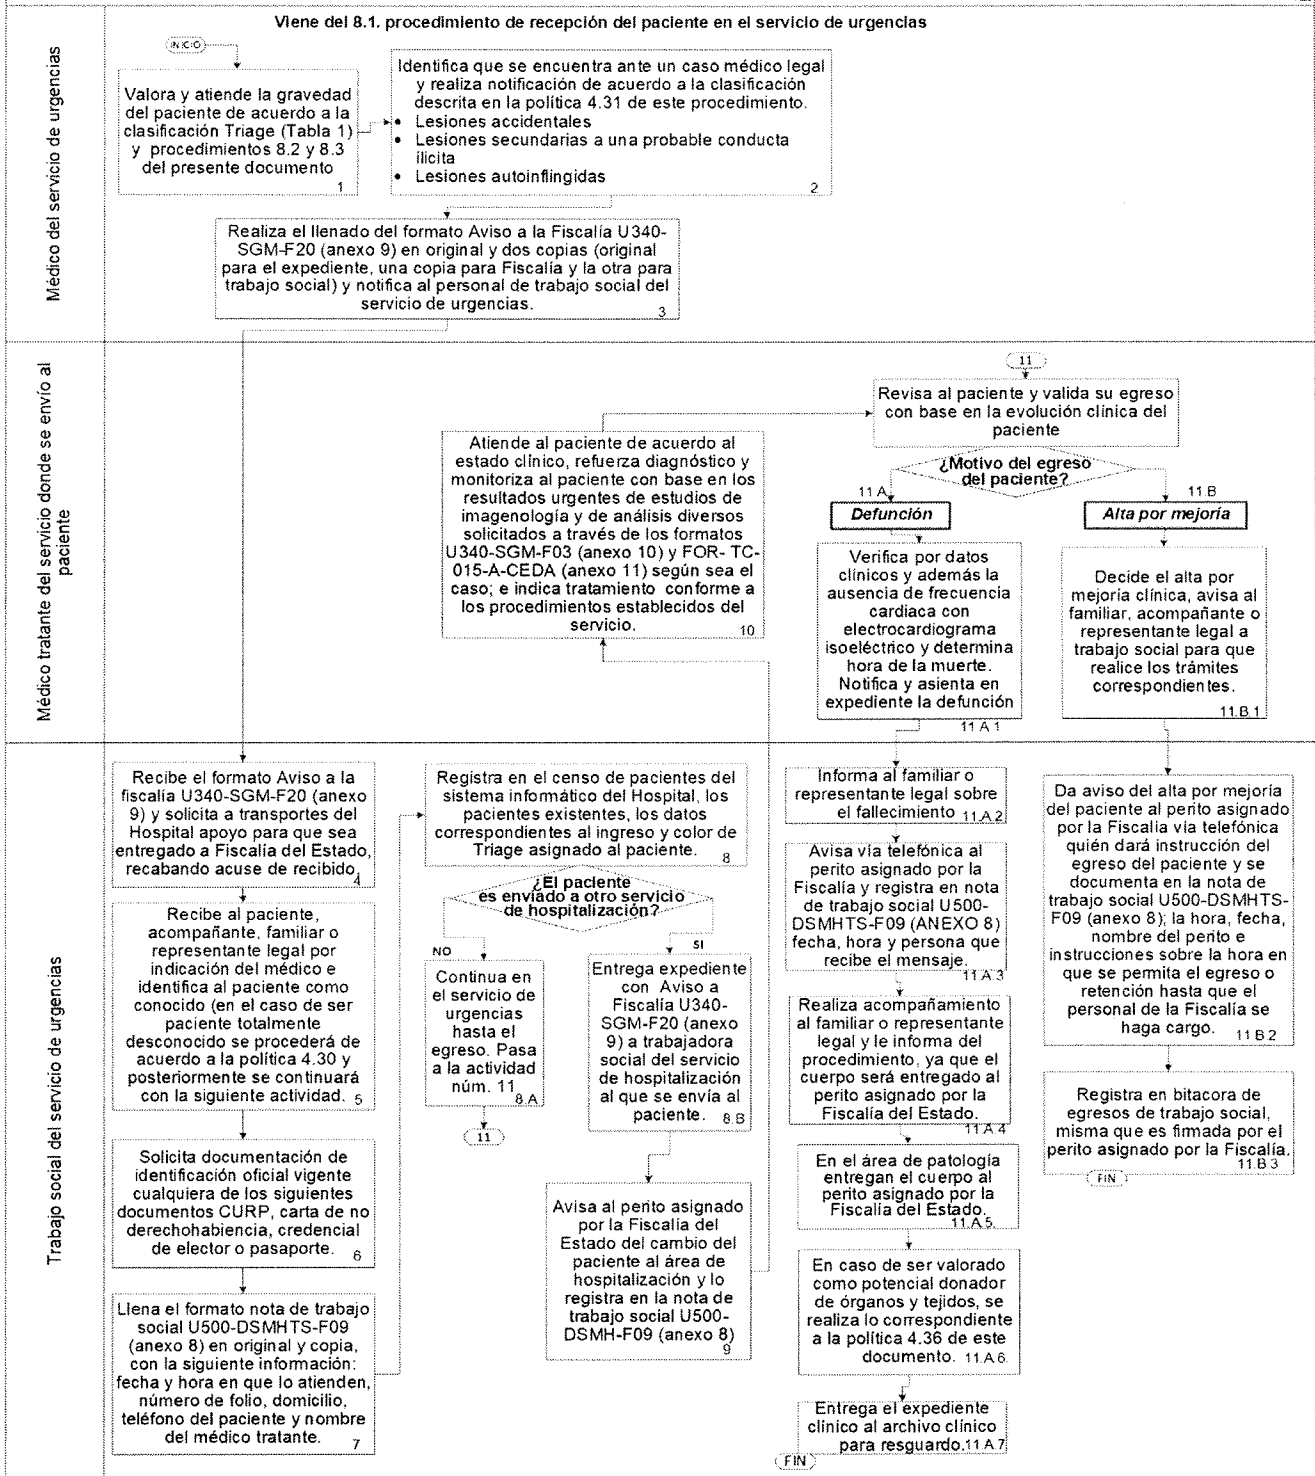 Viene del 8.1. procedimiento de recepción del paciente en el servicio de urgencias
Médico del servicio de urgencias
INICIO
Valora y atiende la gravedad
del paciente de acuerdo a la
clasificación Triage (Tabla 1)
y procedimientos 8.2 y 8.3
del presente documento
1
Identifica que se encuentra ante un caso médico legal
y realiza notificación de acuerdo a la clasificación
descrita en la política 4.31 de este procedimiento.
• Lesiones accidentales
• Lesiones secundarias a una probable conducta
ilicita
• Lesiones autoinflingidas
2
Realiza el llenado del formato Aviso a la Fiscalía U340-
SGM-F20 (anexo 9) en original y dos copias (original
para el expediente, una copia para Fiscalía y la otra para
trabajo social) y notifica al personal de trabajo social del
servicio de urgencias.
3
Médico tratante del servicio donde se envío al
paciente
Atiende al paciente de acuerdo al
estado clínico, refuerza diagnóstico y
monitoriza al paciente con base en los
resultados urgentes de estudios de
imagenología y de análisis diversos
solicitados a través de los formatos
U340-SGM-F03 (anexo 10) y FOR- TC-
015-A-CEDA (anexo 11) según sea el
caso; e indica tratamiento conforme a
los procedimientos establecidos del
servicio.
10
11
Revisa al paciente y valida su egreso
con base en la evolución clínica del
paciente
¿Motivo del egreso
del paciente?
11 A
Defunción
11.B
Alta por mejoría
Verifica por datos
clínicos y además la
ausencia de frecuencia
cardiaca con
electrocardiograma
isoeléctrico y determina
hora de la muerte.
Notifica y asienta en
expediente la defunción
11 A 1
Decide el alta por
mejoría clínica, avisa al
familiar, acompañante o
representante legal a
trabajo social para que
realice los trámites
correspondientes.
11.B.1
Trabajo social del servicio de urgencias
Recibe el formato Aviso a la
fiscalía U340-SGM-F20 (anexo
9) y solicita a transportes del
Hospital apoyo para que sea
entregado a Fiscalía del Estado,
recabando acuse de recibido.
4
Recibe al paciente,
acompañante, familiar o
representante legal por
indicación del médico e
identifica al paciente como
conocido (en el caso de ser
paciente totalmente
desconocido se procederá de
acuerdo a la política 4.30 y
posteriormente se continuará
con la siguiente actividad. 5
Solicita documentación de
identificación oficial vigente
cualquiera de los siguientes
documentos CURP, carta de no
derechohabiencia, credencial
de elector o pasaporte. 6
Llena el formato nota de trabajo
social U500-DSMHTS-F09
(anexo 8) en original y copia,
con la siguiente información:
fecha y hora en que lo atienden,
número de folio, domicilio,
teléfono del paciente y nombre
del médico tratante. 7
Registra en el censo de pacientes del
sistema informático del Hospital, los
pacientes existentes, los datos
correspondientes al ingreso y color de
Triage asignado al paciente. 8
¿El paciente
es enviado a otro servicio
de hospitalización?
NO
SI
Continua en
el servicio de
urgencias
hasta el
egreso. Pasa
a la actividad
núm. 11
8.A
11
Entrega expediente
con Aviso a
Fiscalía U340-
SGM-F20 (anexo
9) a trabajadora
social del servicio
de hospitalización
al que se envía al
paciente. 8.B
Avisa al perito asignado
por la Fiscalía del
Estado del cambio del
paciente al área de
hospitalización y lo
registra en la nota de
trabajo social U500-
DSMH-F09 (anexo 8)
9
Informa al familiar o
representante legal sobre
el fallecimiento 11.A 2
Avisa vía telefónica al
perito asignado por la
Fiscalía y registra en nota
de trabajo social U500-
DSMHTS-F09 (ANEXO 8)
fecha, hora y persona que
recibe el mensaje.
11.A 3
Realiza acompañamiento
al familiar o representante
legal y le informa del
procedimiento, ya que el
cuerpo será entregado al
perito asignado por la
Fiscalía del Estado.
11.A 4
En el área de patología
entregan el cuerpo al
perito asignado por la
Fiscalía del Estado.
11.A 5.
En caso de ser valorado
como potencial donador
de órganos y tejidos, se
realiza lo correspondiente
a la política 4.36 de este
documento. 11.A 6.
Entrega el expediente
clínico al archivo clínico
para resguardo. 11 A 7
FIN
Da aviso del alta por mejoría
del paciente al perito asignado
por la Fiscalía vía telefónica
quién dará instrucción del
egreso del paciente y se
documenta en la nota de
trabajo social U500-DSMHTS-
F09 (anexo 8); la hora, fecha,
nombre del perito e
instrucciones sobre la hora en
que se permita el egreso o
retención hasta que el
personal de la Fiscalía se
haga cargo. 11 B 2
Registra en bitacora de
egresos de trabajo social,
misma que es firmada por el
perito asignado por la Fiscalía.
11.B 3
FIN